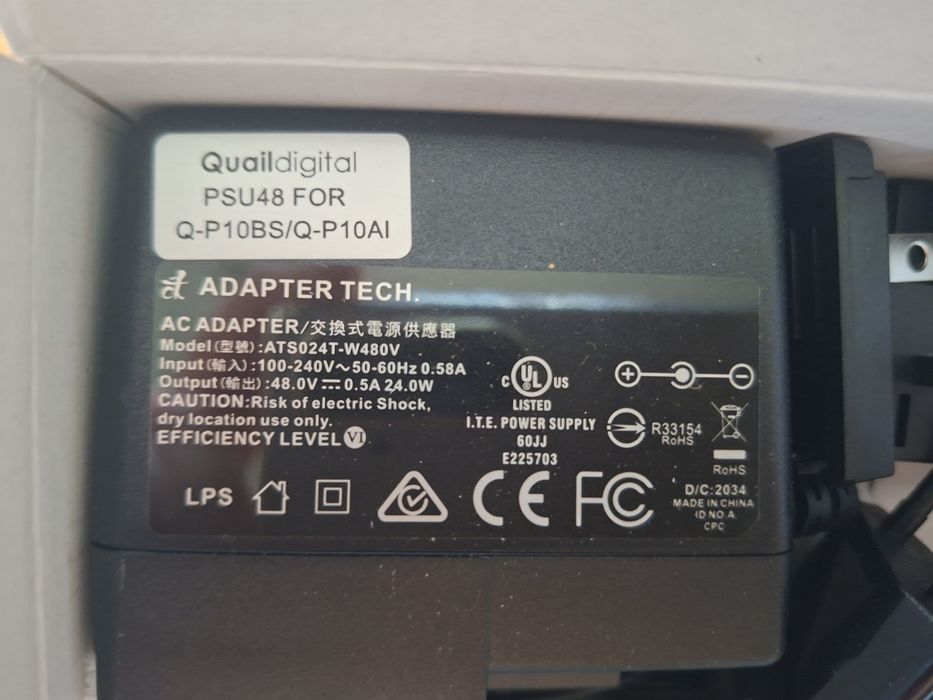 Quaildigital
PSU48 FOR
Q-P10BS/Q-P10AI
ADAPTER TECH.
AC ADAPTER/交換式電源供應器
Model(型號):ATS024T-W480V
Input(輸入):100-240V~50-60Hz 0.58A
Output(輸出):48.0V⎓0.5A 24.0W
CAUTION:Risk of electric Shock,
dry location use only.
EFFICIENCY LEVEL VI
C UL US
LISTED
I.T.E. POWER SUPPLY
60JJ
E225703
R33154
RoHS
RoHS
LPS
CE
FC
D/C:2034
MADE IN CHINA
ID NO.A
CPC